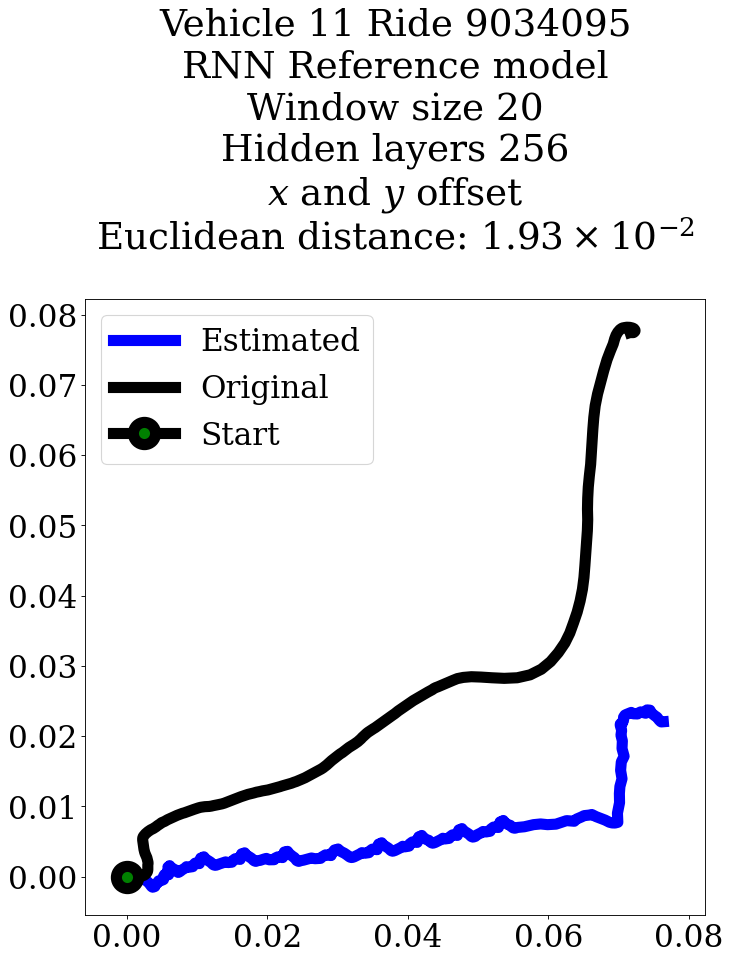 Vehicle 11 Ride 9034095
RNN Reference model
Window size 20
Hidden layers 256
x and y offset
Euclidean distance: 1.93 × 10⁻²
Estimated
Original
Start
0.08
0.07
0.06
0.05
0.04
0.03
0.02
0.01
0.00
0.00 0.02 0.04 0.06 0.08